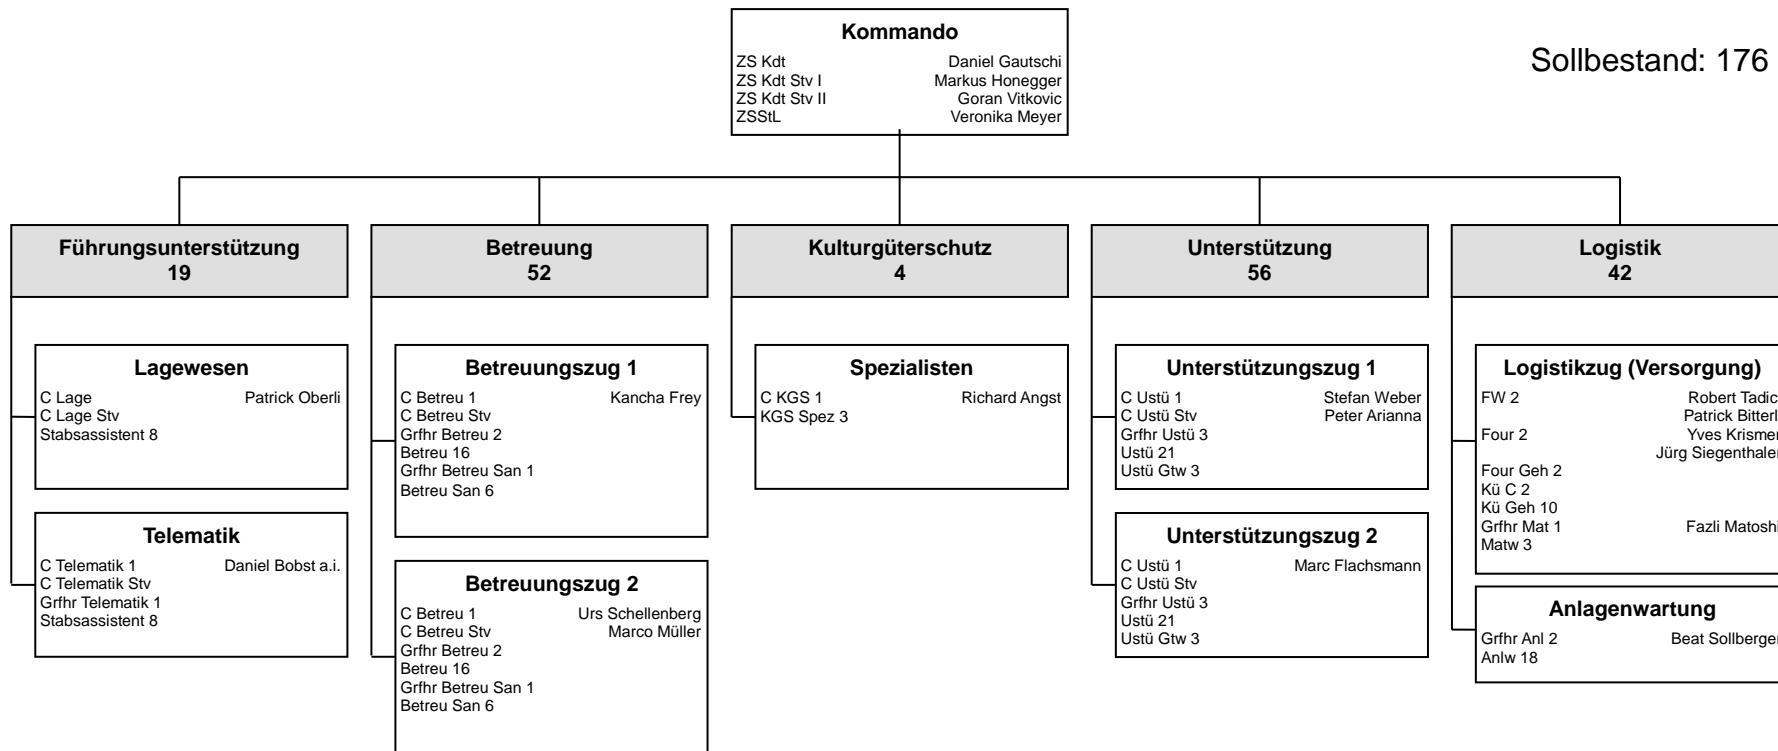 Kommando
ZS Kdt Daniel Gautschi
ZS Kdt Stv I Markus Honegger
ZS Kdt Stv II Goran Vitkovic
ZSStL Veronika Meyer
Sollbestand: 176
Führungsunterstützung
19
Lagewesen
C Lage Patrick Oberli
C Lage Stv
Stabsassistent 8
Telematik
C Telematik 1 Daniel Bobst a.i.
C Telematik Stv
Grfhr Telematik 1
Stabsassistent 8
Betreuung
52
Betreuungszug 1
C Betreu 1 Kancha Frey
C Betreu Stv
Grfhr Betreu 2
Betreu 16
Grfhr Betreu San 1
Betreu San 6
Betreuungszug 2
C Betreu 1 Urs Schellenberg
C Betreu Stv Marco Müller
Grfhr Betreu 2
Betreu 16
Grfhr Betreu San 1
Betreu San 6
Kulturgüterschutz
4
Spezialisten
C KGS 1 Richard Angst
KGS Spez 3
Unterstützung
56
Unterstützungszug 1
C Ustü 1 Stefan Weber
C Ustü Stv Peter Arianna
Grfhr Ustü 3
Ustü 21
Ustü Gtw 3
Unterstützungszug 2
C Ustü 1 Marc Flachsmann
C Ustü Stv
Grfhr Ustü 3
Ustü 21
Ustü Gtw 3
Logistik
42
Logistikzug (Versorgung)
FW 2 Robert Tadic
Patrick Bitterl
Four 2 Yves Krismer
Jürg Siegenthaler
Four Geh 2
Kü C 2
Kü Geh 10
Grfhr Mat 1 Fazli Matoshi
Matw 3
Anlagenwartung
Grfhr Anl 2 Beat Sollberger
Anlw 18